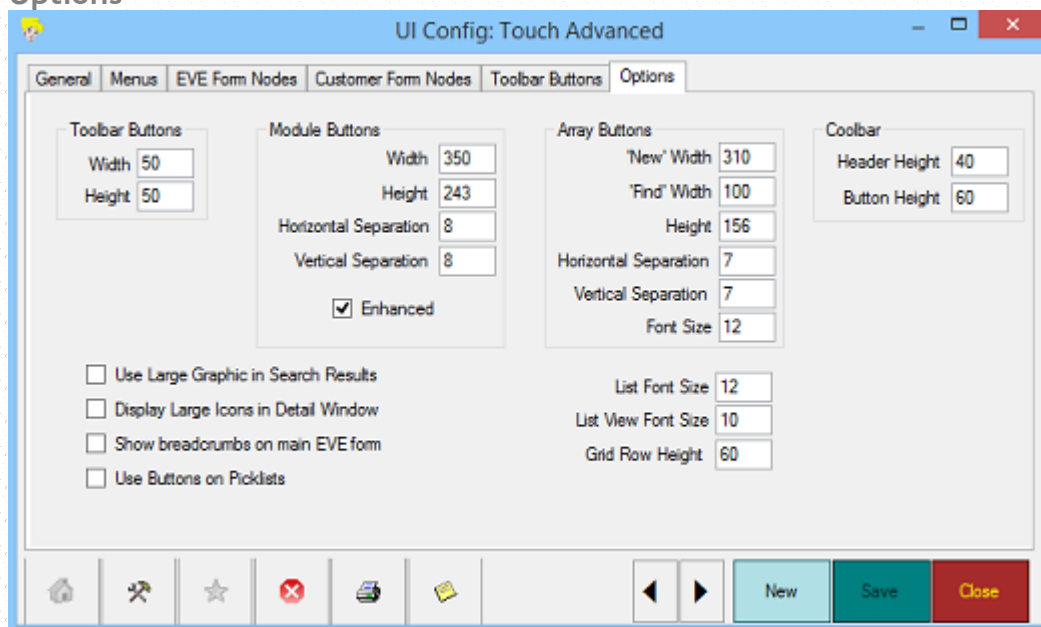 Options
UI Config: Touch Advanced
General Menus EVE Form Nodes Customer Form Nodes Toolbar Buttons Options
Toolbar Buttons
Width 50
Height 50
Module Buttons
Width 350
Height 243
Horizontal Separation 8
Vertical Separation 8
Enhanced
Array Buttons
'New' Width 310
'Find' Width 100
Height 156
Horizontal Separation 7
Vertical Separation 7
Font Size 12
Coolbar
Header Height 40
Button Height 60
Use Large Graphic in Search Results
Display Large Icons in Detail Window
Show breadcrumbs on main EVE form
Use Buttons on Picklists
List Font Size 12
List View Font Size 10
Grid Row Height 60
New Save Close